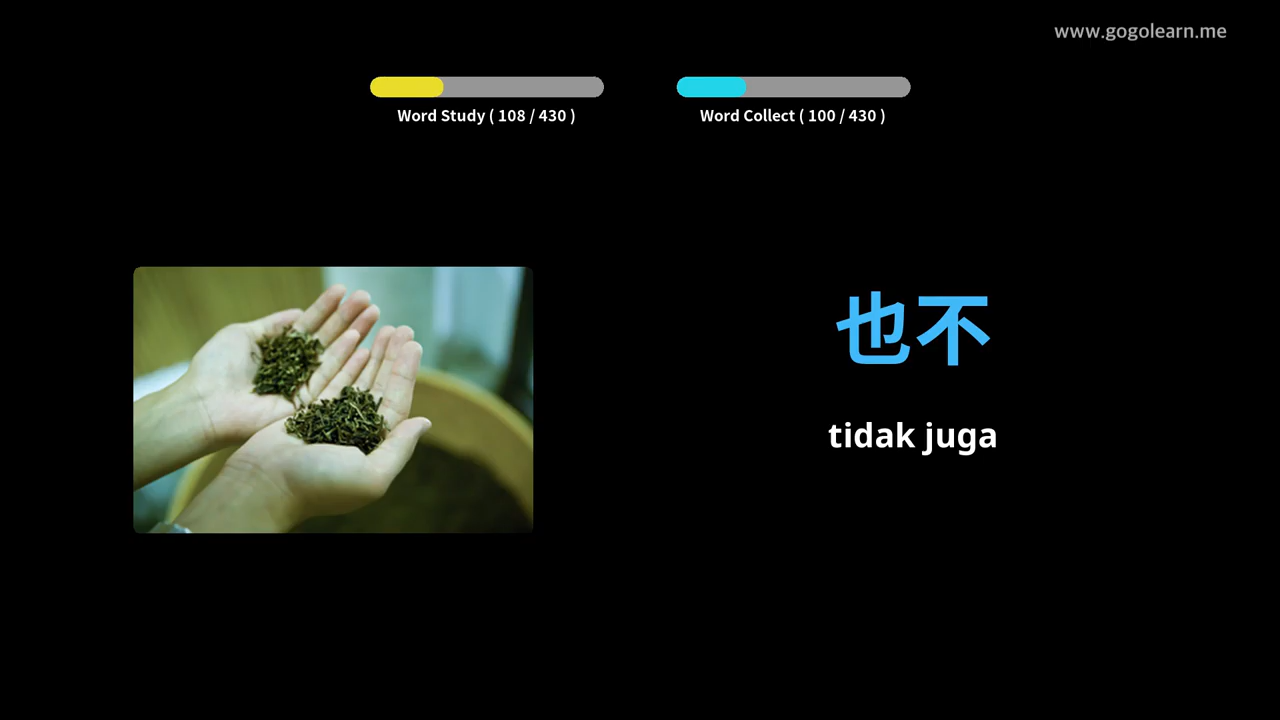 www.gogolearn.me
Word Study ( 108 / 430 )
Word Collect ( 100 / 430 )
也不
tidak juga